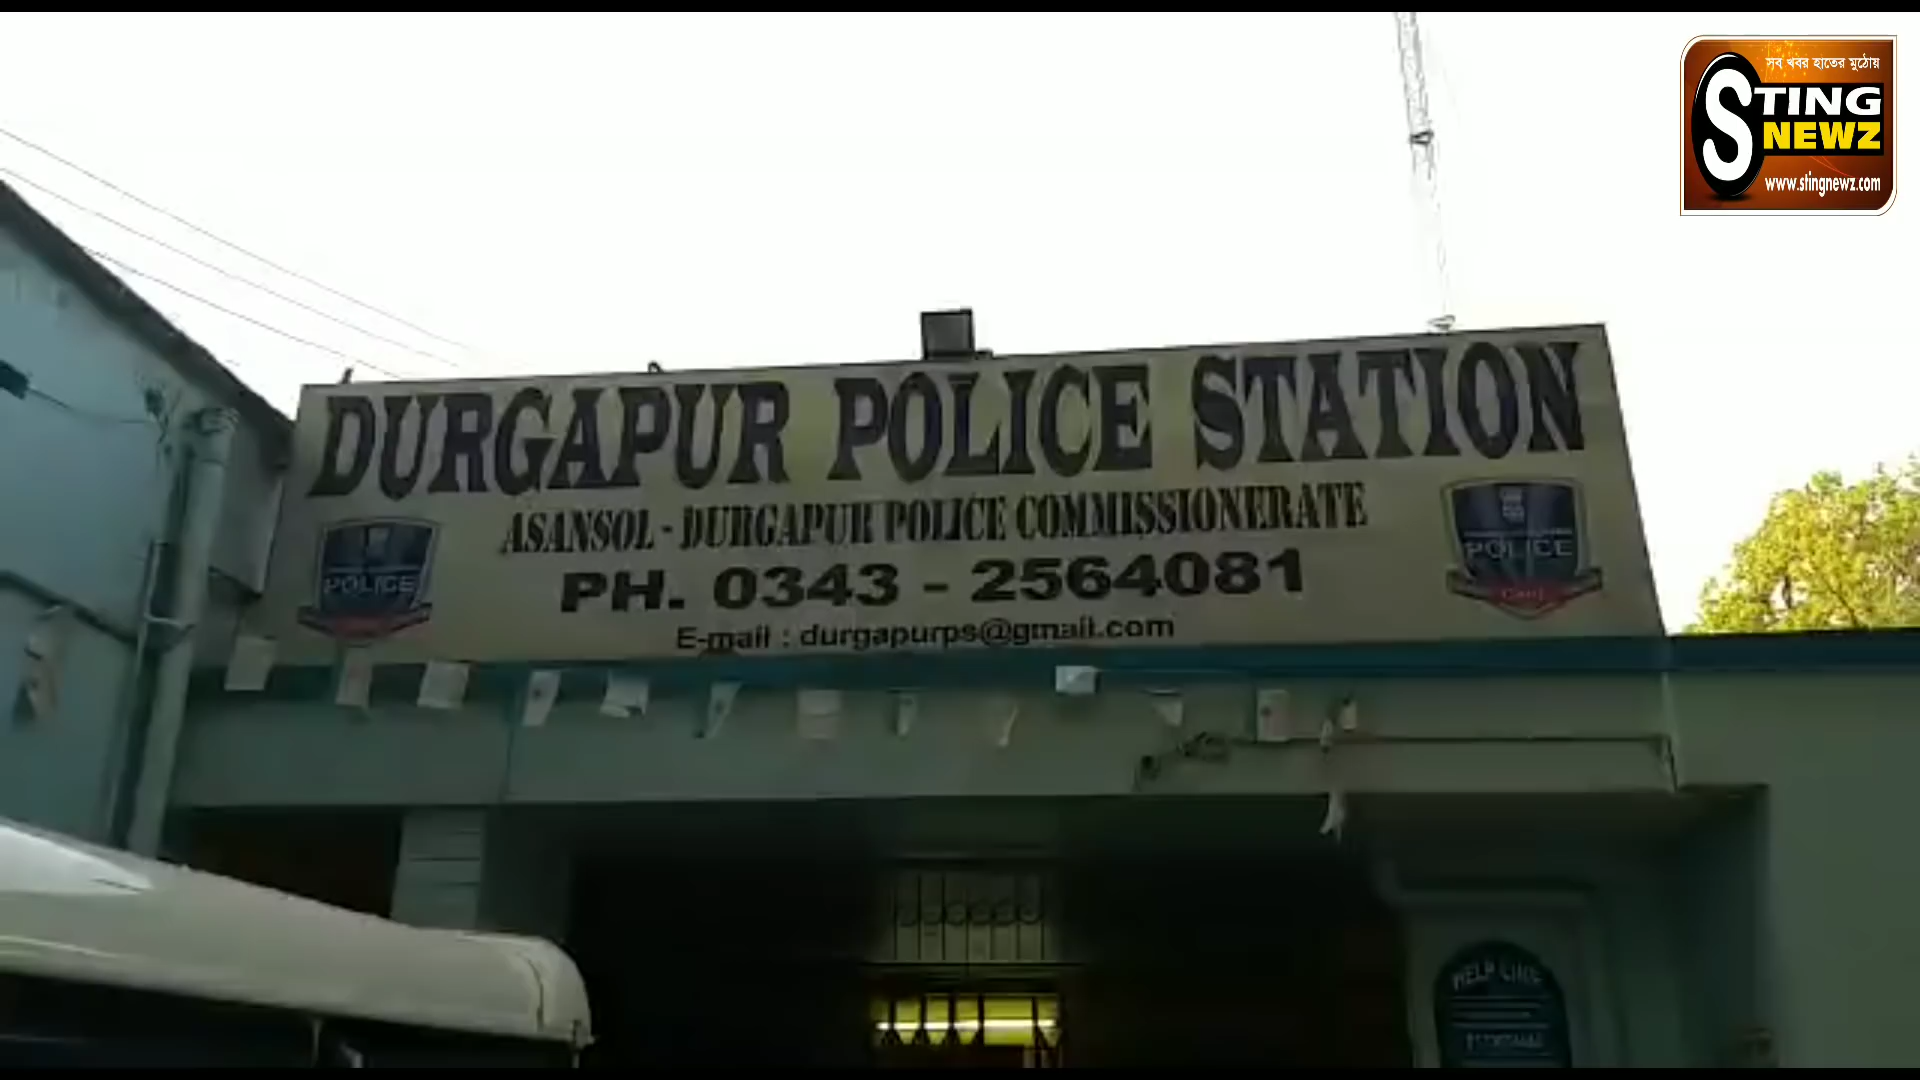 সব খবর হাতের মুঠোয়
STING
NEWZ
www.stingnewz.com
DURGAPUR POLICE STATION
ASANSOL - DURGAPUR POLICE COMMISSIONERATE
PH. 0343 - 2564081
E-mail : durgapurps@gmail.com
POLICE
POLICE
HELP LINE